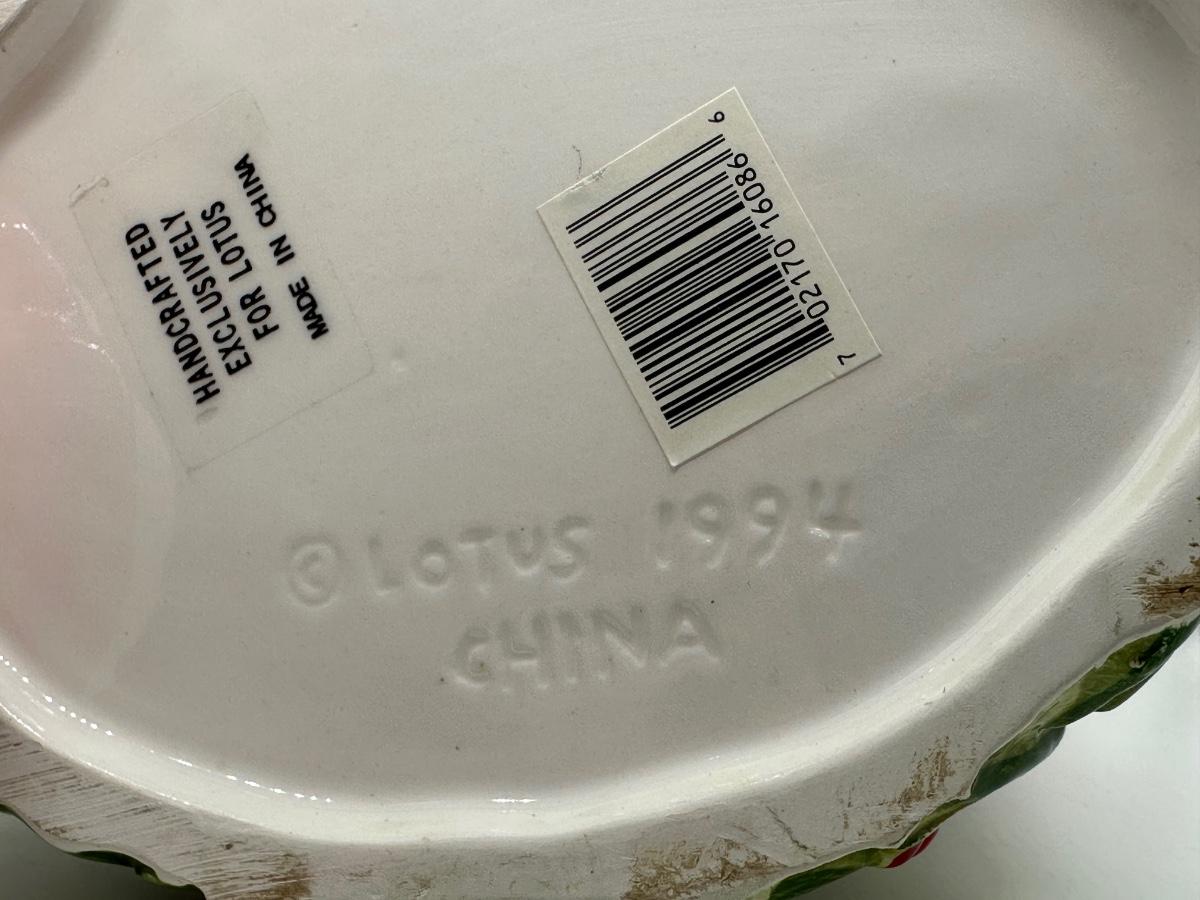 HANDCRAFTED
EXCLUSIVELY
FOR LOTUS
MADE IN CHINA
7 02170 16086 6
© LOTUS 1994
CHINA